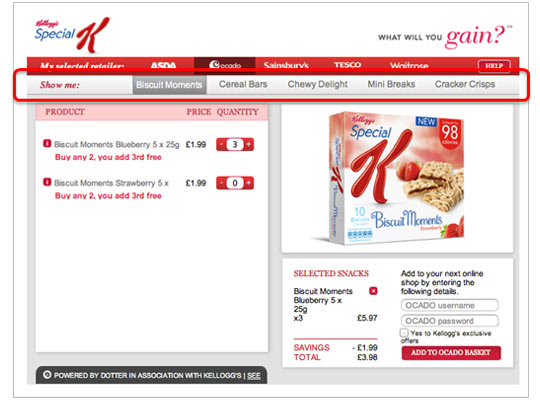 Kellogg's
Special K
WHAT WILL YOU gain?™
My selected retailer: ASDA ocado Sainsbury's TESCO Waitrose HELP
Show me: Biscuit Moments Cereal Bars Chewy Delight Mini Breaks Cracker Crisps
PRODUCT PRICE QUANTITY
Biscuit Moments Blueberry 5 x 25g £1.99 - 3 +
Buy any 2, you add 3rd free
Biscuit Moments Strawberry 5 x £1.99 - 0 +
Buy any 2, you add 3rd free
Kellogg's
Special K
NEW
98
calories
10
Biscuits
Biscuit Moments
Strawberry
SELECTED SNACKS
Biscuit Moments
Blueberry 5 x
25g
x3 £5.97
SAVINGS - £1.99
TOTAL £3.98
Add to your next online
shop by entering the
following details.
OCADO username
OCADO password
Yes to Kellogg's exclusive
offers
ADD TO OCADO BASKET
POWERED BY DOTTER IN ASSOCIATION WITH KELLOGG'S | SEE